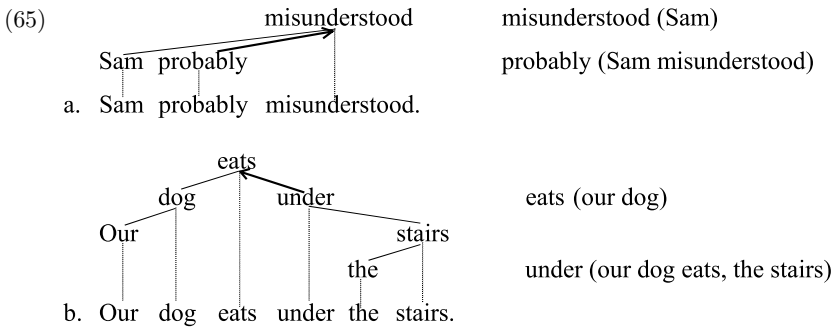 (65) misunderstood misunderstood (Sam)
Sam probably probably (Sam misunderstood)
a. Sam probably misunderstood.
eats
dog under eats (our dog)
Our stairs
the under (our dog eats, the stairs)
b. Our dog eats under the stairs.